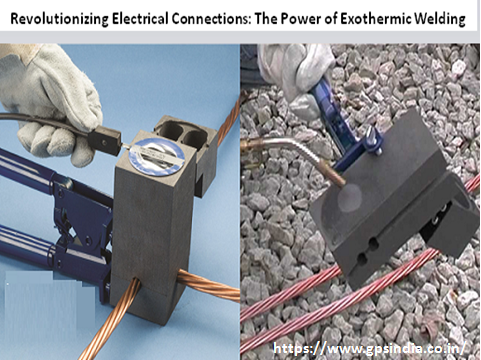 Revolutionizing Electrical Connections: The Power of Exothermic Welding
https://www.gpsindia.co.in/